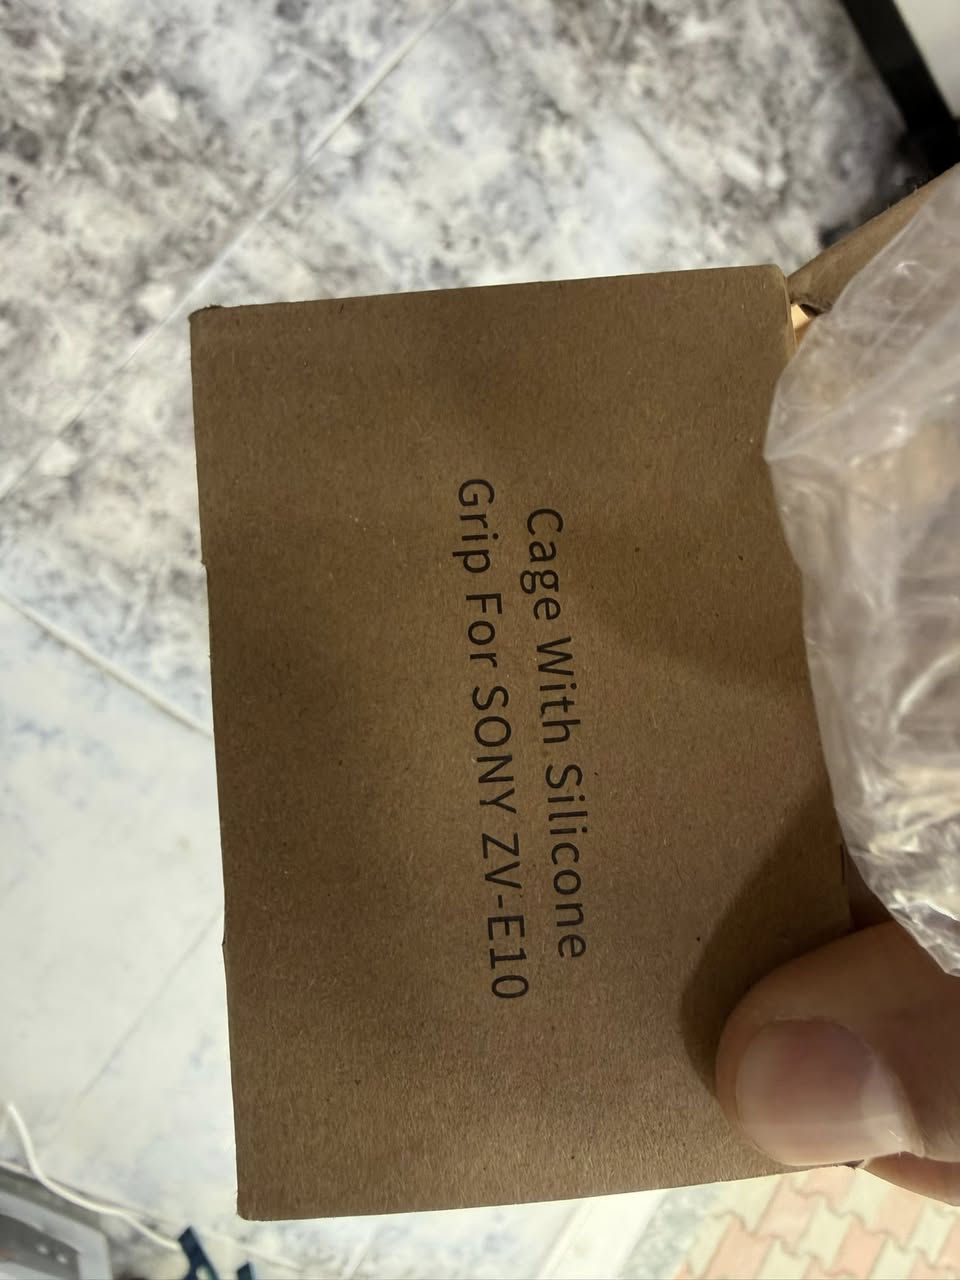 Cage With Silicone
Grip For SONY ZV-E10